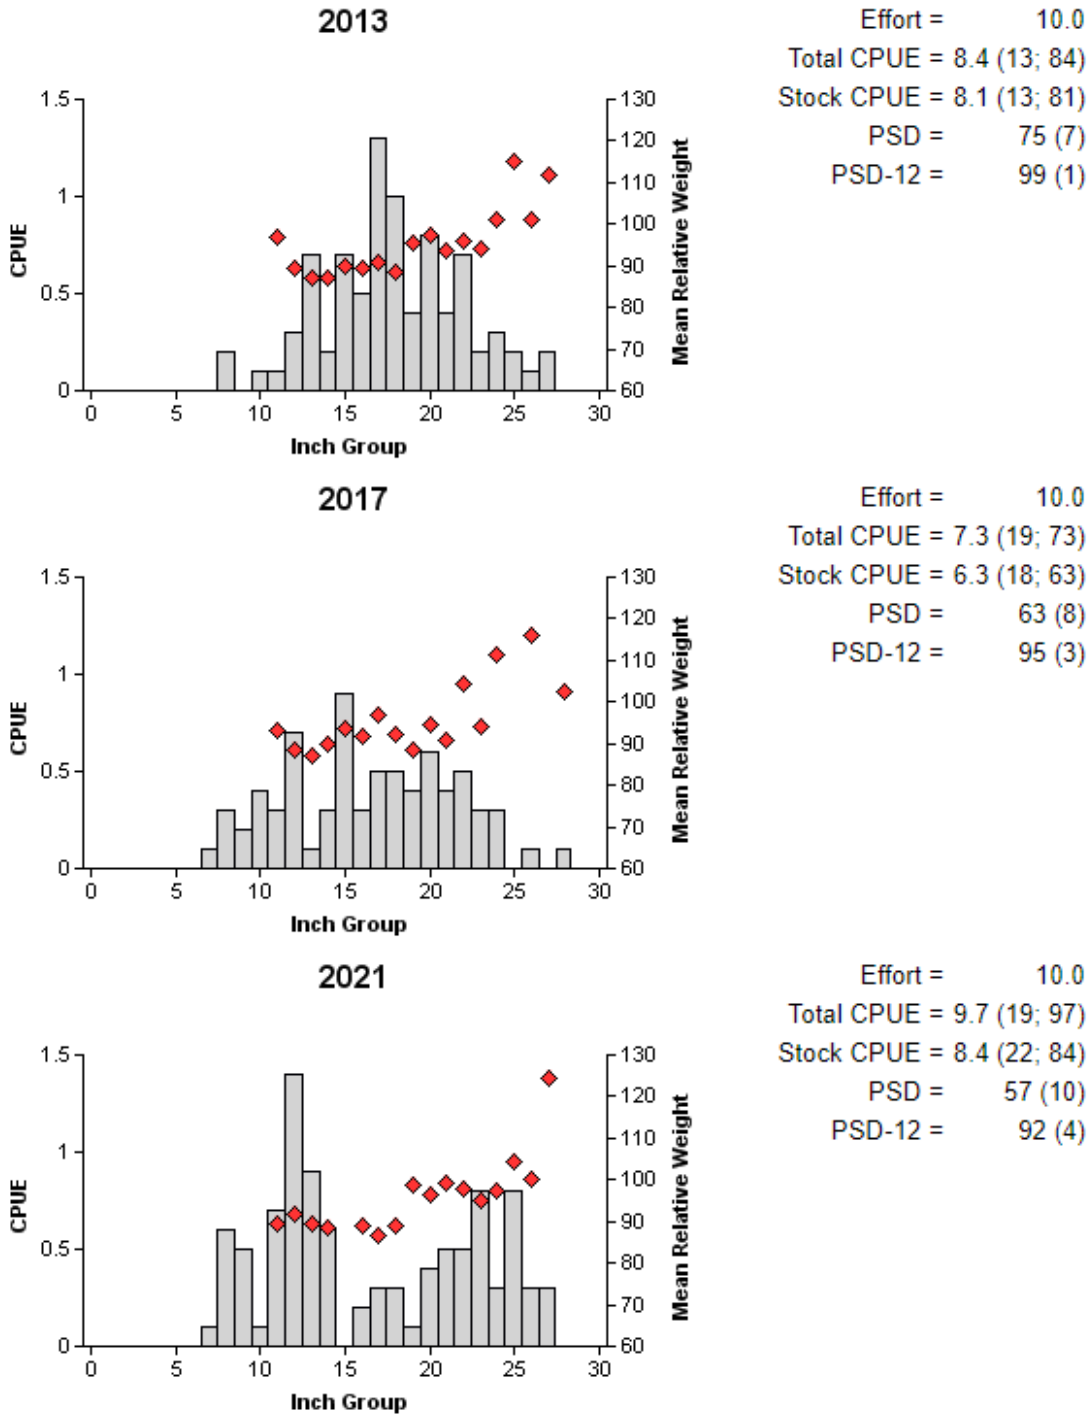 2013
Effort = 10.0
Total CPUE = 8.4 (13; 84)
Stock CPUE = 8.1 (13; 81)
PSD = 75 (7)
PSD-12 = 99 (1)
1.5
1
0.5
0
CPUE
130
120
110
100
90
80
70
60
Mean Relative Weight
0 5 10 15 20 25 30
Inch Group
2017
Effort = 10.0
Total CPUE = 7.3 (19; 73)
Stock CPUE = 6.3 (18; 63)
PSD = 63 (8)
PSD-12 = 95 (3)
1.5
1
0.5
0
CPUE
130
120
110
100
90
80
70
60
Mean Relative Weight
0 5 10 15 20 25 30
Inch Group
2021
Effort = 10.0
Total CPUE = 9.7 (19; 97)
Stock CPUE = 8.4 (22; 84)
PSD = 57 (10)
PSD-12 = 92 (4)
1.5
1
0.5
0
CPUE
130
120
110
100
90
80
70
60
Mean Relative Weight
0 5 10 15 20 25 30
Inch Group